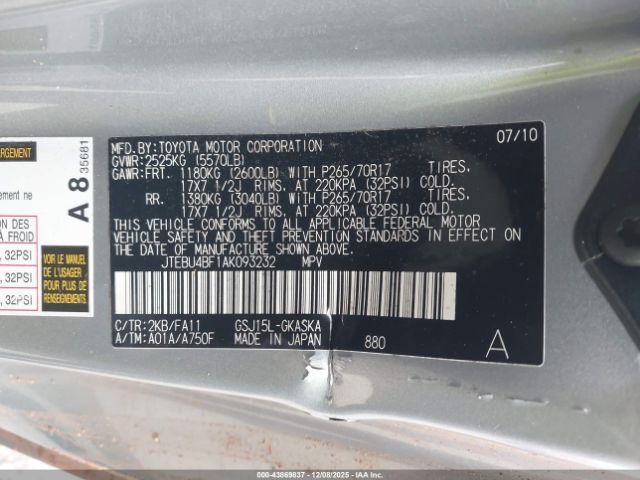 ARGEMENT
ement ne
A 8 35681
ION DES
À FROID
, 32PSI
, 32PSI
, 32PSI
VOIR LE MANUEL
DE L'USAGER
POUR PLUS DE
RENSEIGNEMENTS
MFD.BY:TOYOTA MOTOR CORPORATION 07/10
GVWR:2525KG (5570LB)
GAWR:FRT. 1180KG (2600LB) WITH P265/70R17 TIRES,
17X7 1/2J RIMS, AT 220KPA (32PSI) COLD.
RR. 1380KG (3040LB) WITH P265/70R17 TIRES,
17X7 1/2J RIMS, AT 220KPA (32PSI) COLD.
THIS VEHICLE CONFORMS TO ALL APPLICABLE FEDERAL MOTOR
VEHICLE SAFETY AND THEFT PREVENTION STANDARDS IN EFFECT ON
THE DATE OF MANUFACTURE SHOWN ABOVE.
JTEBU4BF1AK093232 MPV
C/TR:2KB/FA11 GSJ15L-GKASKA
A/TM:A01A/A750F MADE IN JAPAN 880 A
000-43869837 - 12/08/2025 - IAA